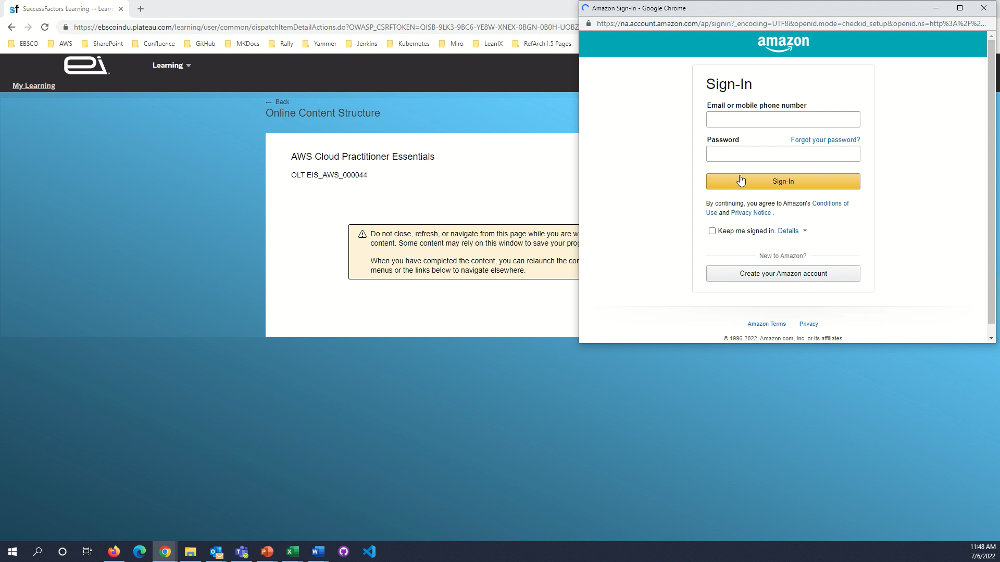 SuccessFactors Learning → Learn
https://ebscoindu.plateau.com/learning/user/common/dispatchItemDetailActions.do?OWASP_CSRFTOKEN=QISB-9LK3-9BC6-YE8W-XNEX-0BGN-0B0H-UOBZ
EBSCO AWS SharePoint Confluence GitHub MKDocs Rally Yammer Jenkins Kubernetes Miro LeanIX RefArch1.5 Pages
ei
Learning
My Learning
← Back
Online Content Structure
AWS Cloud Practitioner Essentials
OLT EIS_AWS_000044
Do not close, refresh, or navigate from this page while you are w
content. Some content may rely on this window to save your prog
When you have completed the content, you can relaunch the con
menus or the links below to navigate elsewhere.
Amazon Sign-In - Google Chrome
https://na.account.amazon.com/ap/signin?_encoding=UTF8&openid.mode=checkid_setup&openid.ns=http%3A%2F%2...
amazon
Sign-In
Email or mobile phone number
Password Forgot your password?
Sign-In
By continuing, you agree to Amazon's Conditions of
Use and Privacy Notice .
Keep me signed in. Details
New to Amazon?
Create your Amazon account
Amazon Terms Privacy
© 1996-2022, Amazon.com, Inc. or its affiliates
11:48 AM
7/6/2022